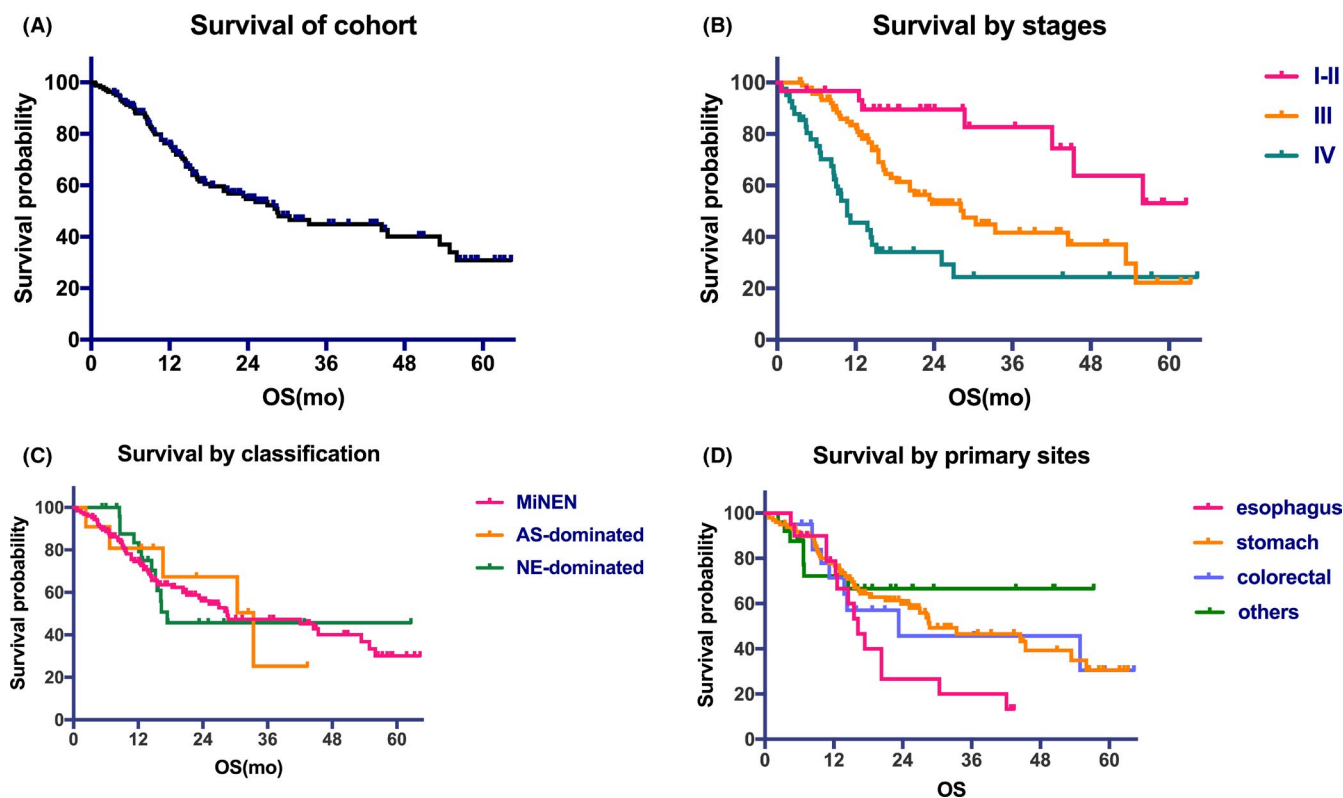 (A)
Survival of cohort
Survival probability
100
80
60
40
20
0
0 12 24 36 48 60
OS(mo)
(B)
Survival by stages
Survival probability
100
80
60
40
20
0
0 12 24 36 48 60
OS(mo)
I-II
III
IV
(C)
Survival by classification
Survival probability
100
80
60
40
20
0
0 12 24 36 48 60
OS(mo)
MiNEN
AS-dominated
NE-dominated
(D)
Survival by primary sites
Survival probability
100
80
60
40
20
0
0 12 24 36 48 60
OS
esophagus
stomach
colorectal
others